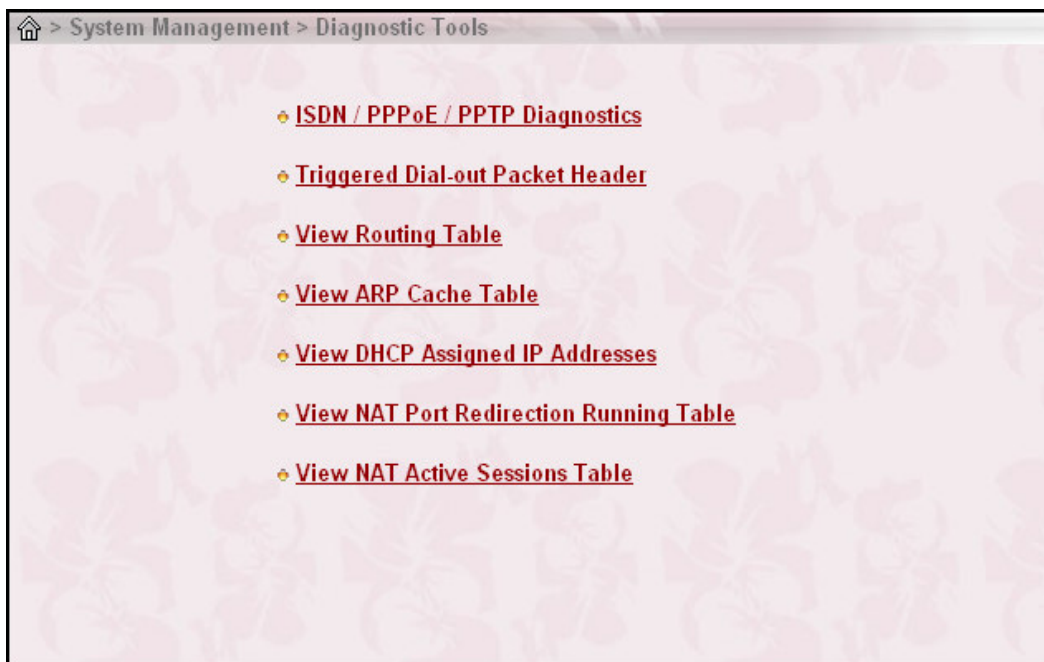 > System Management > Diagnostic Tools
ISDN / PPPoE / PPTP Diagnostics
Triggered Dial-out Packet Header
View Routing Table
View ARP Cache Table
View DHCP Assigned IP Addresses
View NAT Port Redirection Running Table
View NAT Active Sessions Table